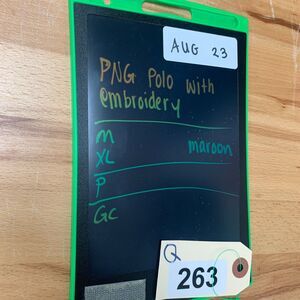 AUG 23
PNG Polo with
embroidery
M
XL maroon
P
GC
Q
263